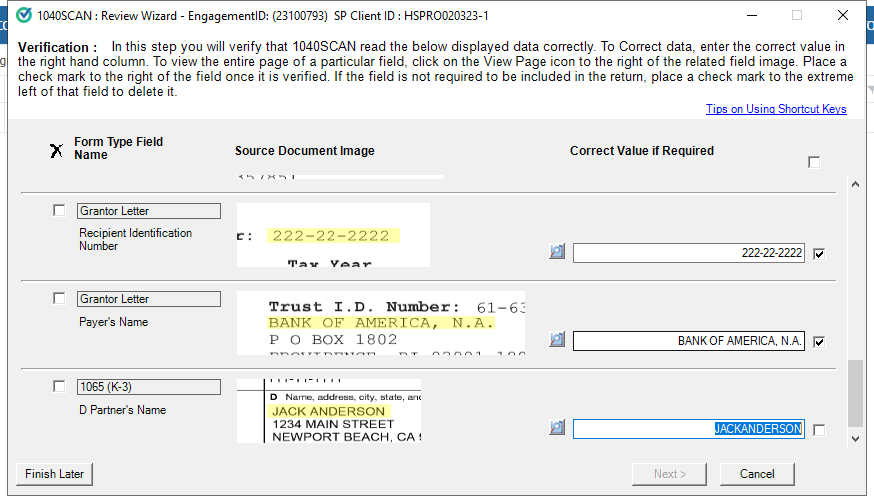 1040SCAN : Review Wizard - EngagementID: (23100793) SP Client ID : HSPRO020323-1
Verification : In this step you will verify that 1040SCAN read the below displayed data correctly. To Correct data, enter the correct value in
the right hand column. To view the entire page of a particular field, click on the View Page icon to the right of the related field image. Place a
check mark to the right of the field once it is verified. If the field is not required to be included in the return, place a check mark to the extreme
left of that field to delete it.
Tips on Using Shortcut Keys
Form Type Field
Name
Source Document Image
Correct Value if Required
Grantor Letter
Recipient Identification
Number
r: 222-22-2222
Tax Year
222-22-2222
Grantor Letter
Payer's Name
Trust I.D. Number: 61-63
BANK OF AMERICA, N.A.
P O BOX 1802
BANK OF AMERICA, N.A.
1065 (K-3)
D Partner's Name
D Name, address, city, state, and
JACK ANDERSON
1234 MAIN STREET
NEWPORT BEACH, CA
JACKANDERSON
Finish Later
Next >
Cancel